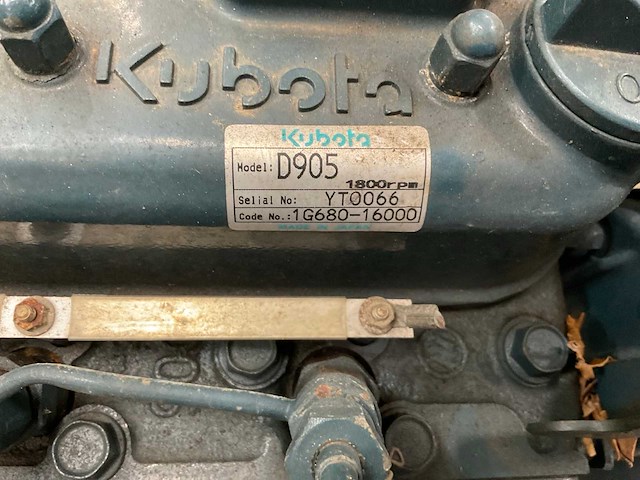 Kubota
Kubota
Model: D905
1800rpm
Selial No: YT0066
Code No.: 1G680-16000
MADE IN JAPAN